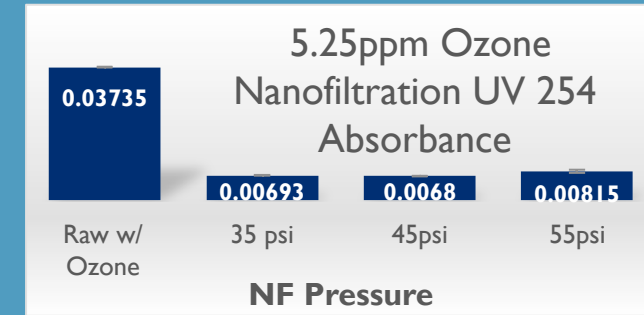 5.25ppm Ozone
Nanofiltration UV 254
Absorbance
0.03735
0.00693
0.0068
0.00815
Raw w/
Ozone
35 psi
45psi
55psi
NF Pressure